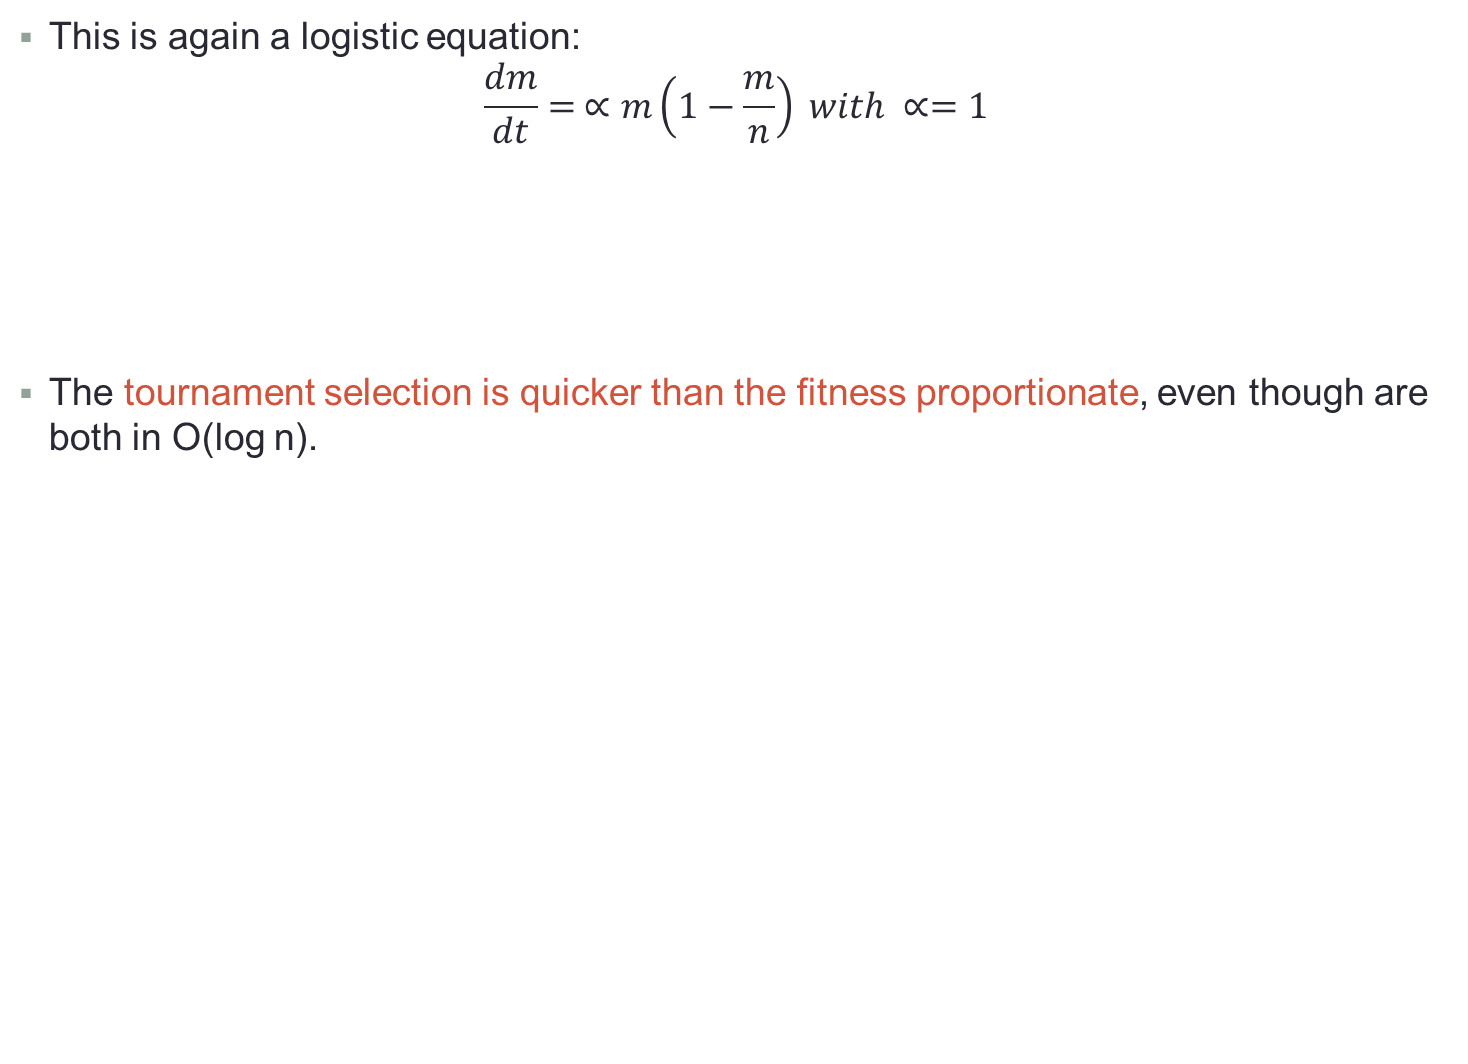 ▪ This is again a logistic equation:
dm/dt = ∝ m(1 − m/n) with ∝= 1
▪ The tournament selection is quicker than the fitness proportionate, even though are
both in O(log n).